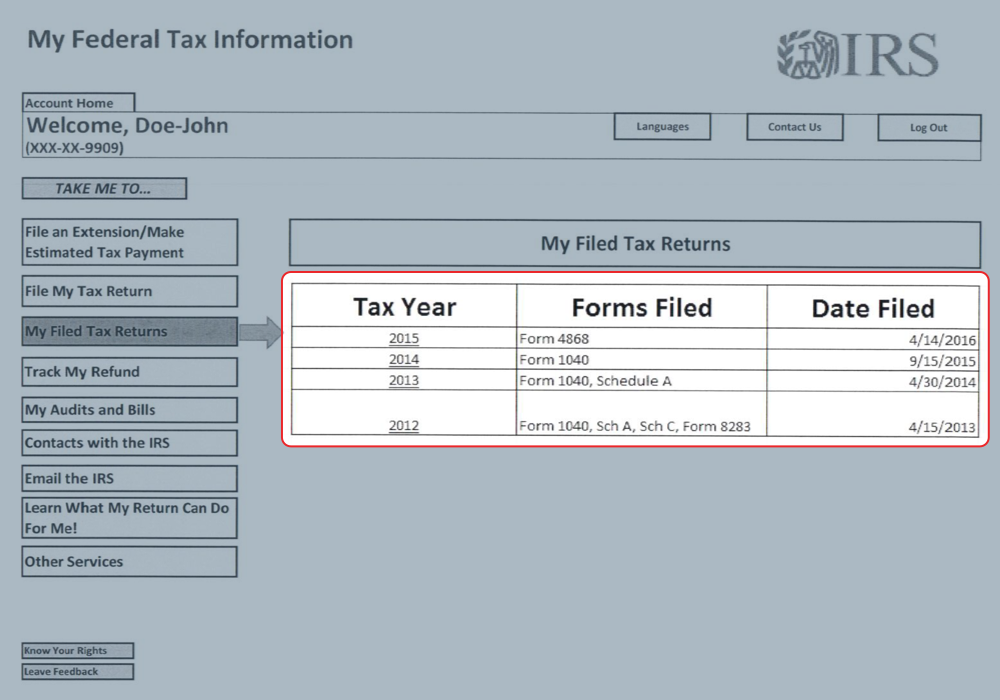 My Federal Tax Information
IRS
Account Home
Welcome, Doe-John
(XXX-XX-9909)
Languages
Contact Us
Log Out
TAKE ME TO...
File an Extension/Make
Estimated Tax Payment
File My Tax Return
My Filed Tax Returns
Track My Refund
My Audits and Bills
Contacts with the IRS
Email the IRS
Learn What My Return Can Do
For Me!
Other Services
Know Your Rights
Leave Feedback
My Filed Tax Returns
Tax Year Forms Filed Date Filed
2015 Form 4868 4/14/2016
2014 Form 1040 9/15/2015
2013 Form 1040, Schedule A 4/30/2014
2012 Form 1040, Sch A, Sch C, Form 8283 4/15/2013